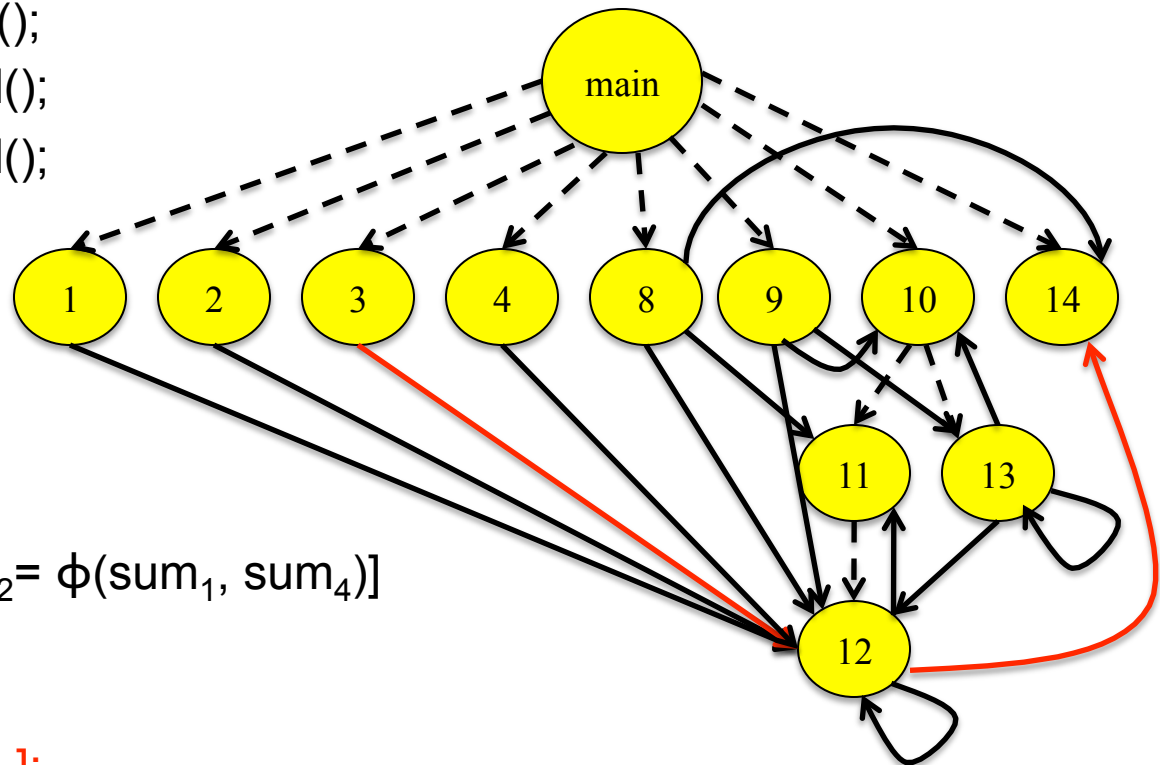 ();
l();
l();
main
1 2 3 4 8 9 10 14
11 13
₂= ϕ(sum₁, sum₄)]
12
];